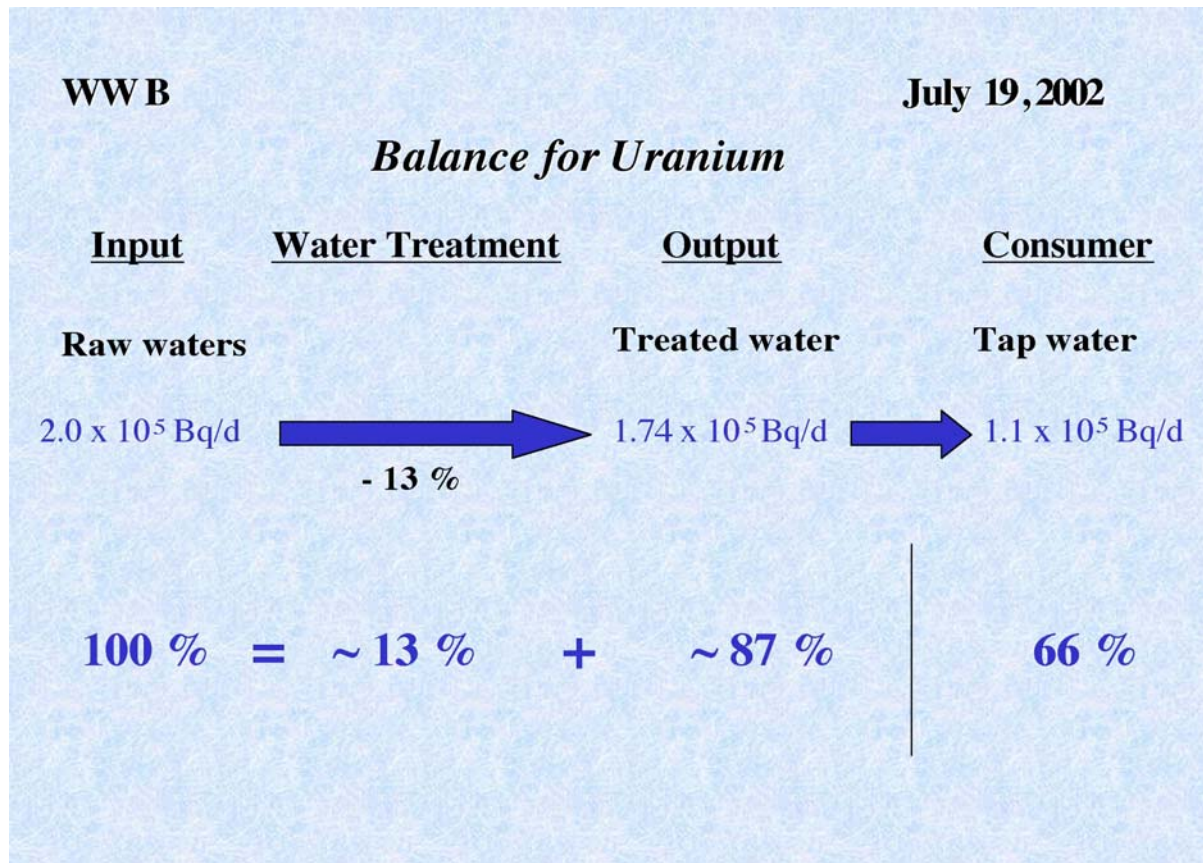 WW B July 19, 2002
Balance for Uranium
Input Water Treatment Output Consumer
Raw waters Treated water Tap water
2.0 x 10⁵ Bq/d 1.74 x 10⁵ Bq/d 1.1 x 10⁵ Bq/d
- 13 %
100 % = ~ 13 % + ~ 87 % 66 %